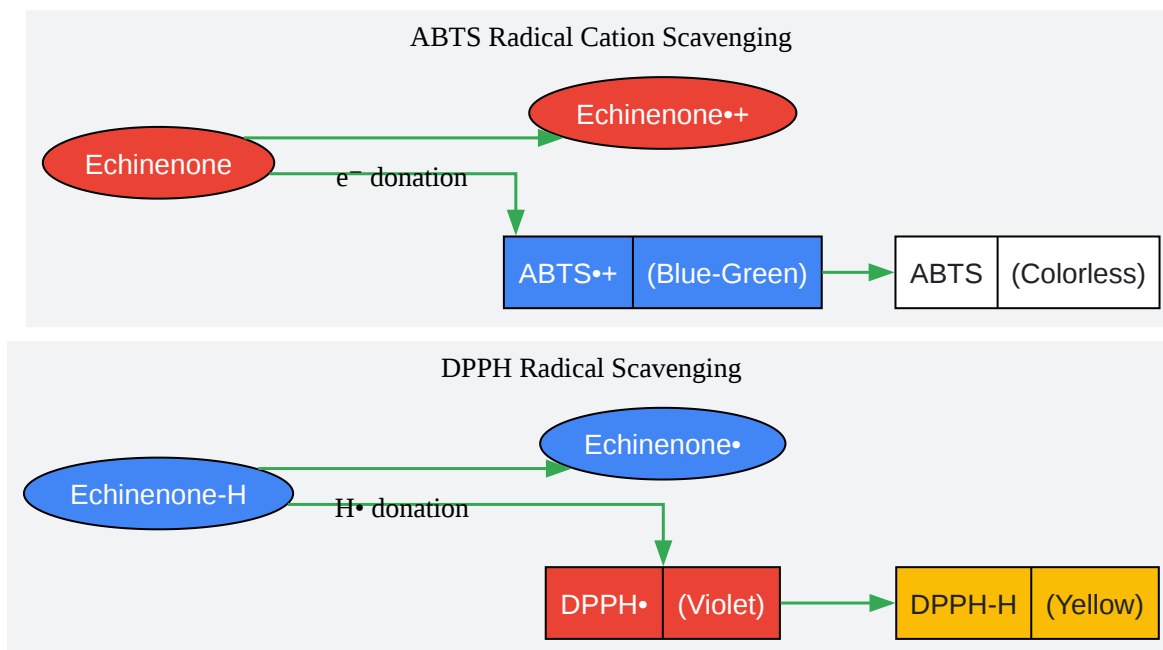 ABTS Radical Cation Scavenging
Echinenone•+
Echinenone
e⁻ donation
ABTS•+ (Blue-Green)
ABTS (Colorless)
DPPH Radical Scavenging
Echinenone•
Echinenone-H
H• donation
DPPH• (Violet)
DPPH-H (Yellow)